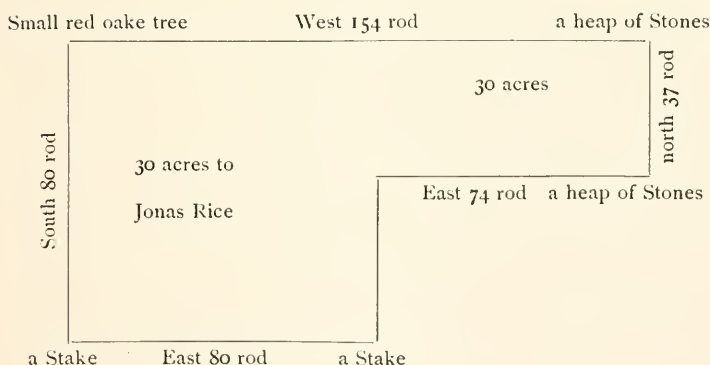 Small red oake tree West 154 rod a heap of Stones
north 37 rod
30 acres
South 80 rod
30 acres to
Jonas Rice
East 74 rod a heap of Stones
a Stake East 80 rod a Stake